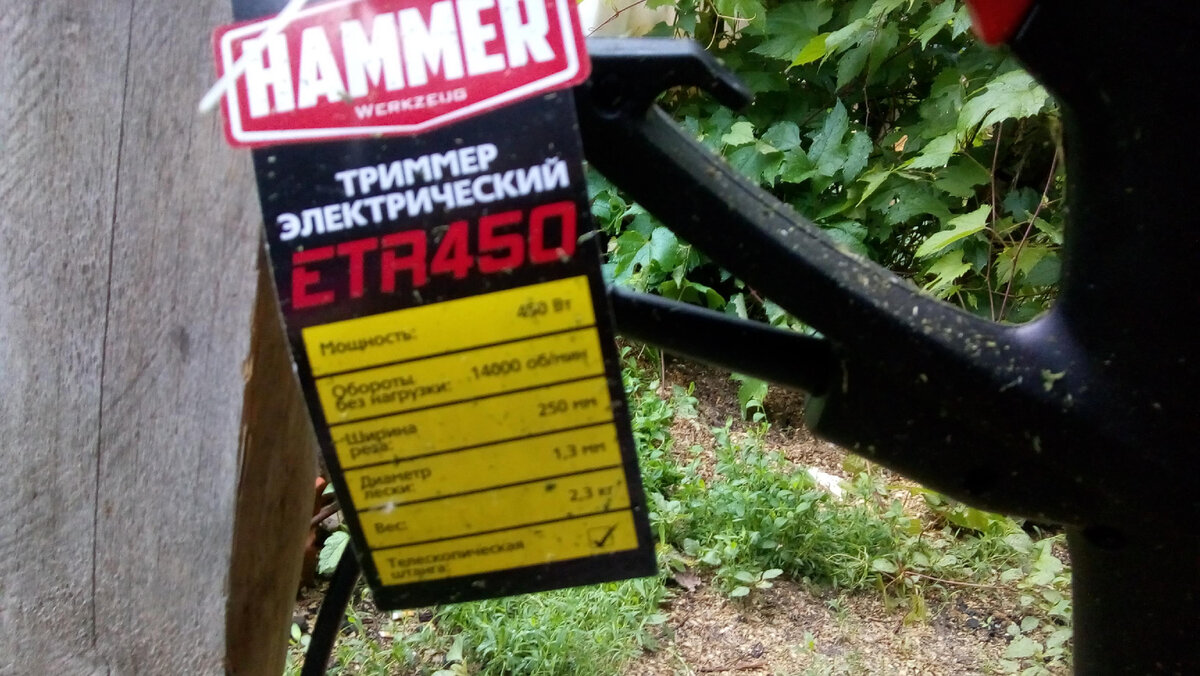 HAMMER
WERKZEUG
ТРИММЕР
ЭЛЕКТРИЧЕСКИЙ
ETR450
Мощность: 450 Вт
Обороты
без нагрузки: 14000 об/мин
Ширина
реза: 250 мм
Диаметр
лески: 1,3 мм
Вес: 2,3 кг
Телескопическая
штанга: